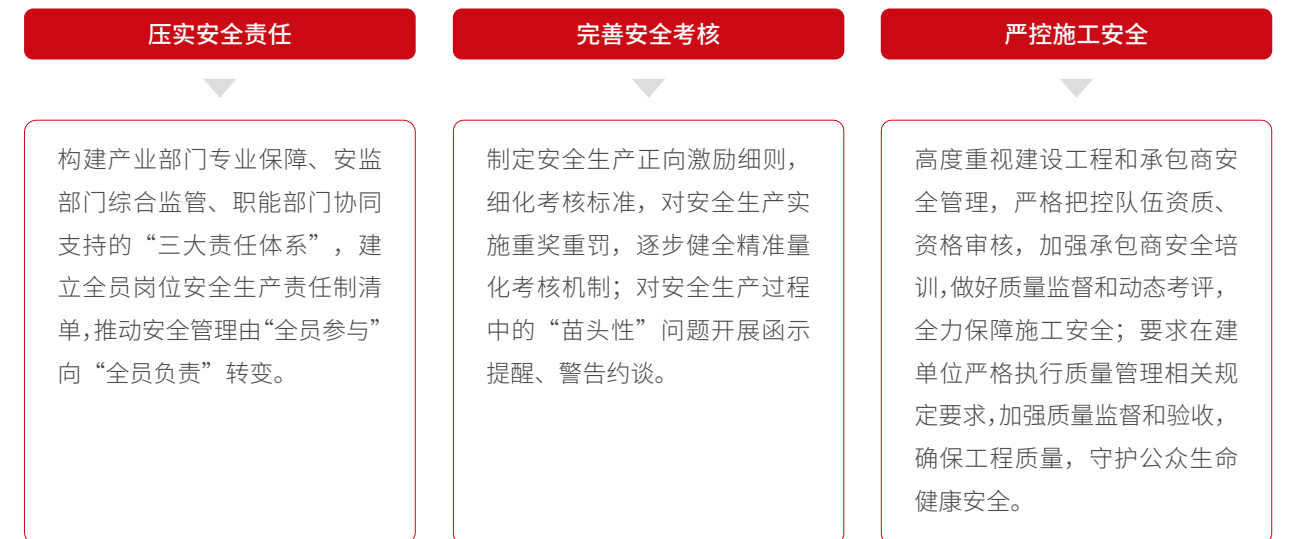 压实安全责任
构建产业部门专业保障、安监
部门综合监管、职能部门协同
支持的“三大责任体系”，建
立全员岗位安全生产责任制清
单，推动安全管理由“全员参与”
向“全员负责”转变。
完善安全考核
制定安全生产正向激励细则，
细化考核标准，对安全生产实
施重奖重罚，逐步健全精准量
化考核机制；对安全生产过程
中的“苗头性”问题开展函示
提醒、警告约谈。
严控施工安全
高度重视建设工程和承包商安
全管理，严格把控队伍资质、
资格审核，加强承包商安全培
训，做好质量监督和动态考评，
全力保障施工安全；要求在建
单位严格执行质量管理相关规
定要求，加强质量监督和验收，
确保工程质量，守护公众生命
健康安全。